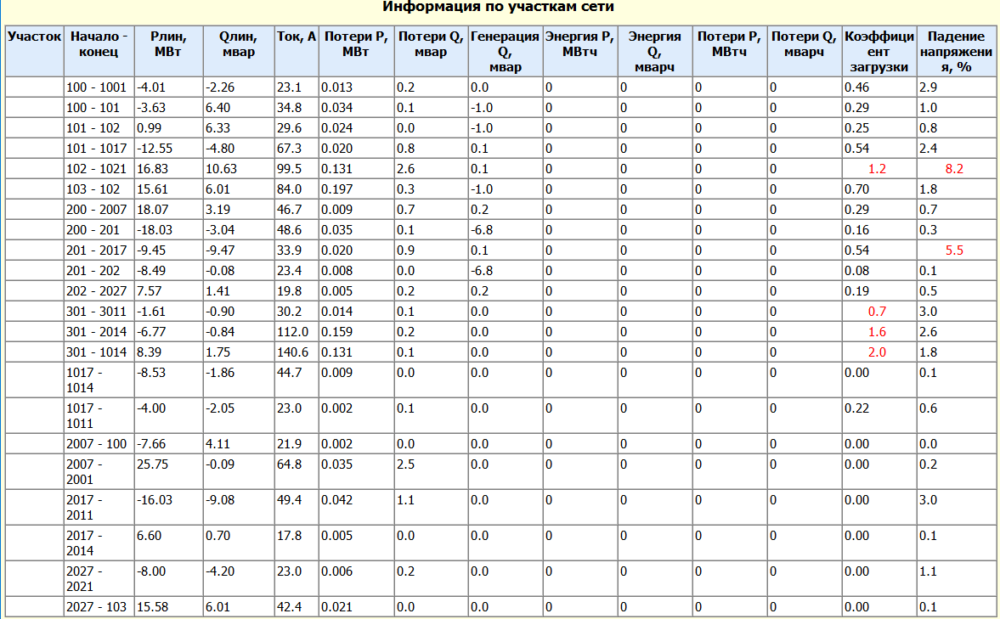 Информация по участкам сети
Участок Начало - конец Pлин, МВт Qлин, мвар Ток, А Потери P, МВт Потери Q, мвар Генерация Q, мвар Энергия P, МВтч Энергия Q, мварч Потери P, МВтч Потери Q, мварч Коэффици ент загрузки Падение напряжени я, %
100 - 1001 -4.01 -2.26 23.1 0.013 0.2 0.0 0 0 0 0 0.46 2.9
100 - 101 -3.63 6.40 34.8 0.034 0.1 -1.0 0 0 0 0 0.29 1.0
101 - 102 0.99 6.33 29.6 0.024 0.0 -1.0 0 0 0 0 0.25 0.8
101 - 1017 -12.55 -4.80 67.3 0.020 0.8 0.1 0 0 0 0 0.54 2.4
102 - 1021 16.83 10.63 99.5 0.131 2.6 0.1 0 0 0 0 1.2 8.2
103 - 102 15.61 6.01 84.0 0.197 0.3 -1.0 0 0 0 0 0.70 1.8
200 - 2007 18.07 3.19 46.7 0.009 0.7 0.2 0 0 0 0 0.29 0.7
200 - 201 -18.03 -3.04 48.6 0.035 0.1 -6.8 0 0 0 0 0.16 0.3
201 - 2017 -9.45 -9.47 33.9 0.020 0.9 0.1 0 0 0 0 0.54 5.5
201 - 202 -8.49 -0.08 23.4 0.008 0.0 -6.8 0 0 0 0 0.08 0.1
202 - 2027 7.57 1.41 19.8 0.005 0.2 0.2 0 0 0 0 0.19 0.5
301 - 3011 -1.61 -0.90 30.2 0.014 0.1 0.0 0 0 0 0 0.7 3.0
301 - 2014 -6.77 -0.84 112.0 0.159 0.2 0.0 0 0 0 0 1.6 2.6
301 - 1014 8.39 1.75 140.6 0.131 0.1 0.0 0 0 0 0 2.0 1.8
1017 - 1014 -8.53 -1.86 44.7 0.009 0.0 0.0 0 0 0 0 0.00 0.1
1017 - 1011 -4.00 -2.05 23.0 0.002 0.1 0.0 0 0 0 0 0.22 0.6
2007 - 100 -7.66 4.11 21.9 0.002 0.0 0.0 0 0 0 0 0.00 0.0
2007 - 2001 25.75 -0.09 64.8 0.035 2.5 0.0 0 0 0 0 0.00 0.2
2017 - 2011 -16.03 -9.08 49.4 0.042 1.1 0.0 0 0 0 0 0.00 3.0
2017 - 2014 6.60 0.70 17.8 0.005 0.0 0.0 0 0 0 0 0.00 0.1
2027 - 2021 -8.00 -4.20 23.0 0.006 0.2 0.0 0 0 0 0 0.00 1.1
2027 - 103 15.58 6.01 42.4 0.021 0.0 0.0 0 0 0 0 0.00 0.1